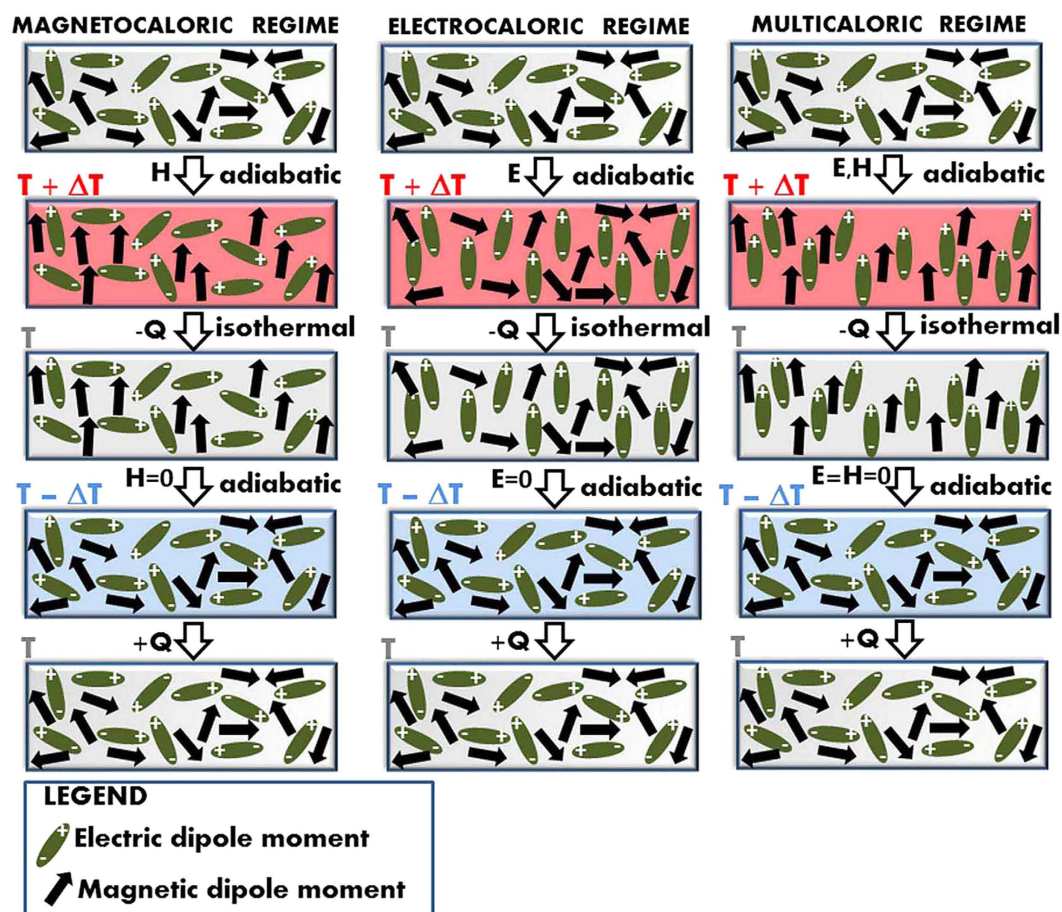 MAGNETOCALORIC REGIME
H adiabatic
T + ΔT
-Q isothermal
T
H=0 adiabatic
T − ΔT
+Q
T
ELECTROCALORIC REGIME
E adiabatic
T + ΔT
-Q isothermal
T
E=0 adiabatic
T − ΔT
+Q
T
MULTICALORIC REGIME
E,H adiabatic
T + ΔT
-Q isothermal
T
E=H=0 adiabatic
T − ΔT
+Q
T
LEGEND
Electric dipole moment
Magnetic dipole moment